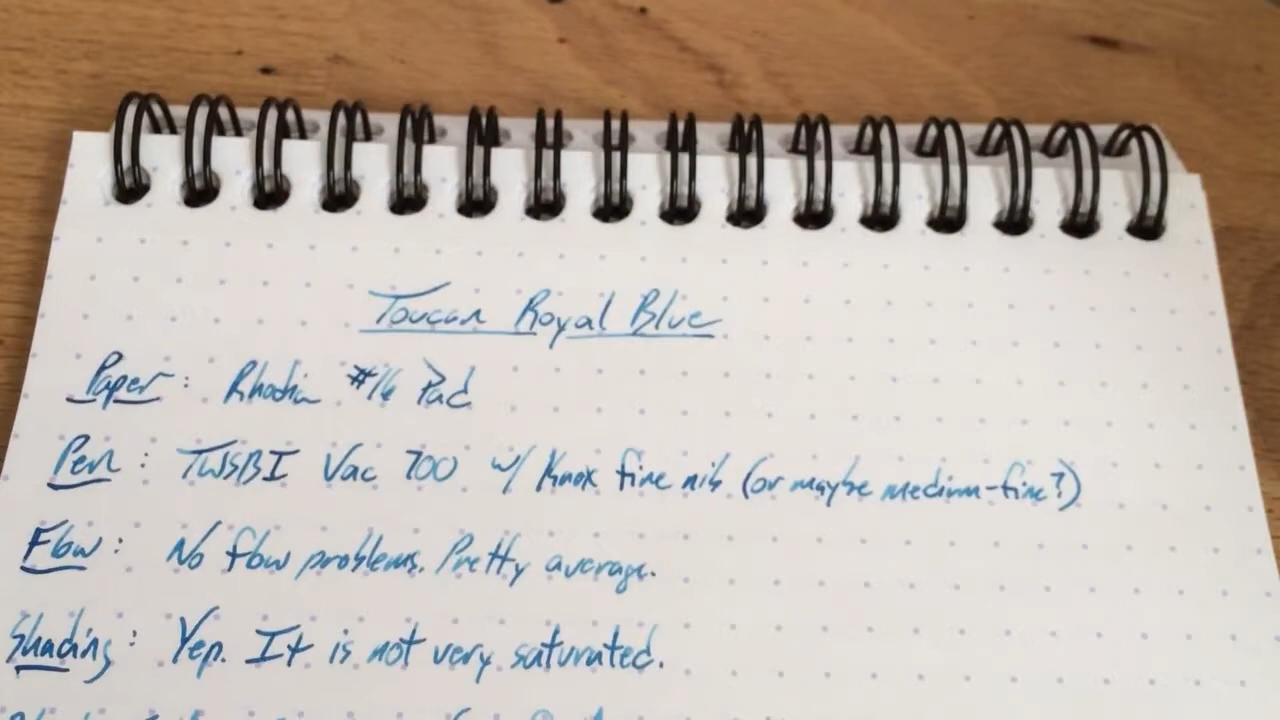 Toucan Royal Blue
Paper: Rhodia #16 Pad
Pen: TWSBI Vac 700 w/ Knox fine nib (or maybe medium-fine?)
Flow: No flow problems. Pretty average.
Shading: Yep. It is not very saturated.